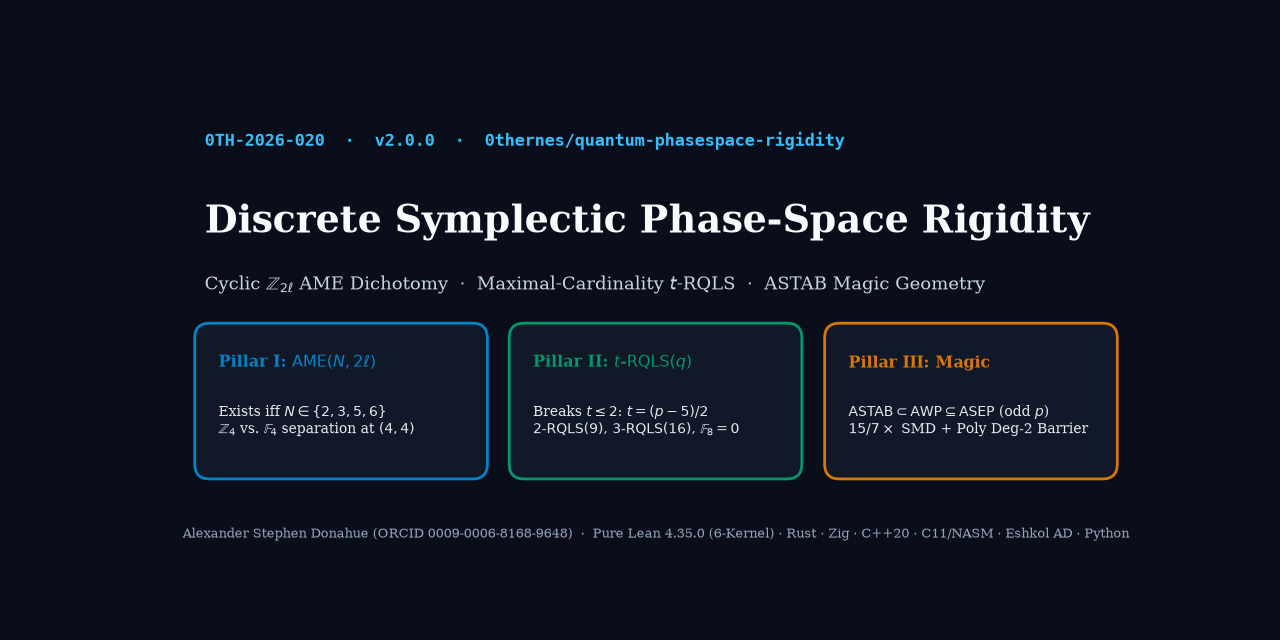 0TH-2026-020 · v2.0.0 · 0thernes/quantum-phasespace-rigidity
Discrete Symplectic Phase-Space Rigidity
Cyclic ℤ₂ℓ AME Dichotomy · Maximal-Cardinality t-RQLS · ASTAB Magic Geometry
Pillar I: AME(N, 2ℓ)
Exists iff N ∈ {2, 3, 5, 6}
ℤ₄ vs. 𝔽₄ separation at (4, 4)
Pillar II: t-RQLS(q)
Breaks t ≤ 2: t = (p − 5)/2
2-RQLS(9), 3-RQLS(16), 𝔽₈ = 0
Pillar III: Magic
ASTAB ⊂ AWP ⊆ ASEP (odd p)
15/7 × SMD + Poly Deg-2 Barrier
Alexander Stephen Donahue (ORCID 0009-0006-8168-9648) · Pure Lean 4.35.0 (6-Kernel) · Rust · Zig · C++20 · C11/NASM · Eshkol AD · Python